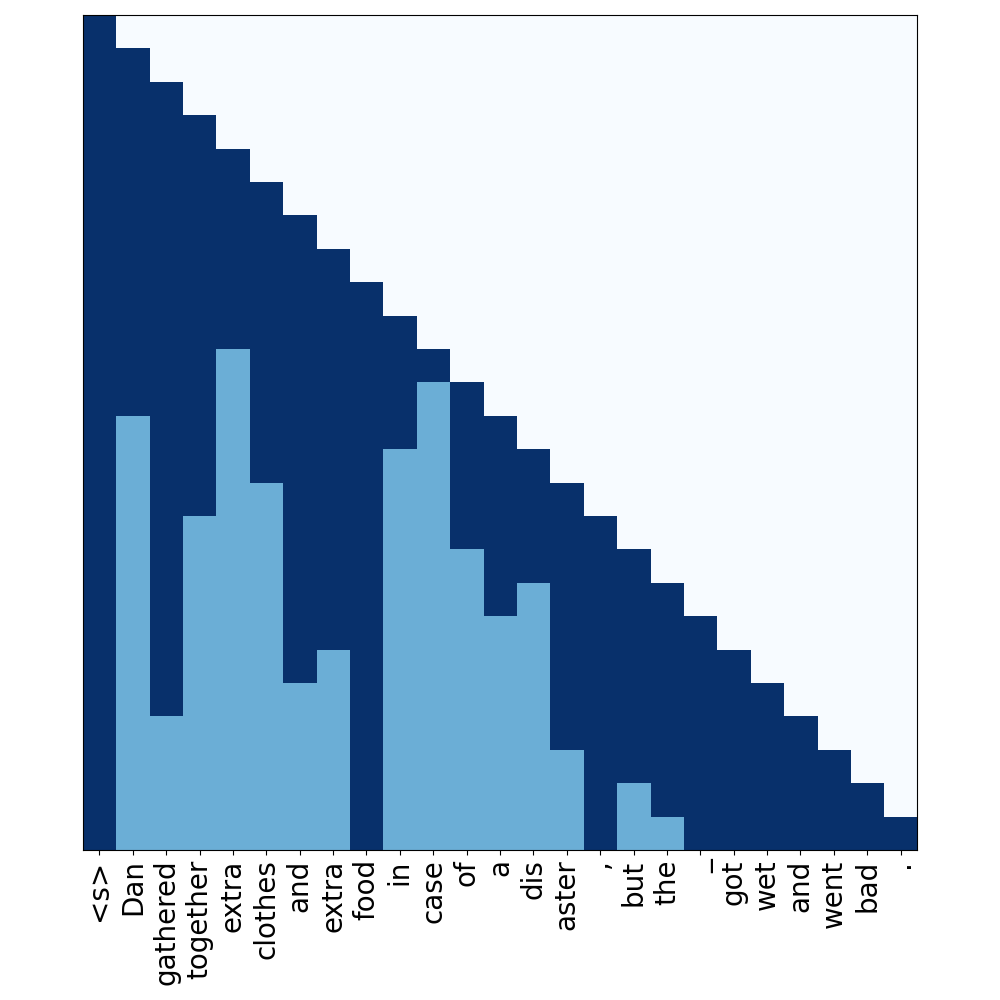 <s> Dan gathered together extra clothes and extra food in case of a dis aster , but the _ got wet and went bad .